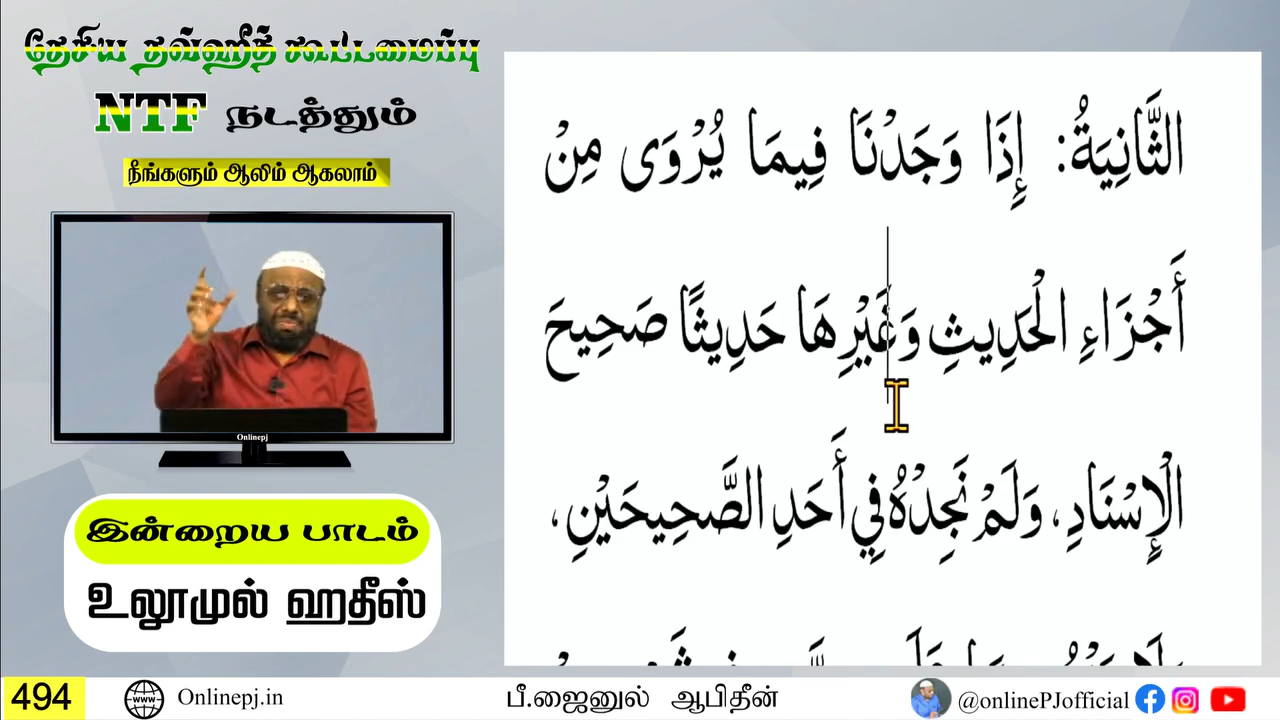 தேசிய தவ்ஹீத் கூட்டமைப்பு
NTF நடத்தும்
நீங்களும் ஆலிம் ஆகலாம்
Onlinepj
இன்றைய பாடம்
உலூமுல் ஹதீஸ்
الثَّانِيَةُ: إِذَا وَجَدْنَا فِيمَا يُرْوَى مِنْ
أَجْزَاءِ الْحَدِيثِ وَغَيْرِهَا حَدِيثًا صَحِيحَ
الْإِسْنَادِ، وَلَمْ نَجِدْهُ فِي أَحَدِ الصَّحِيحَيْنِ،
494
Onlinepj.in
பீ.ஜைனுல் ஆபிதீன்
@onlinePJofficial